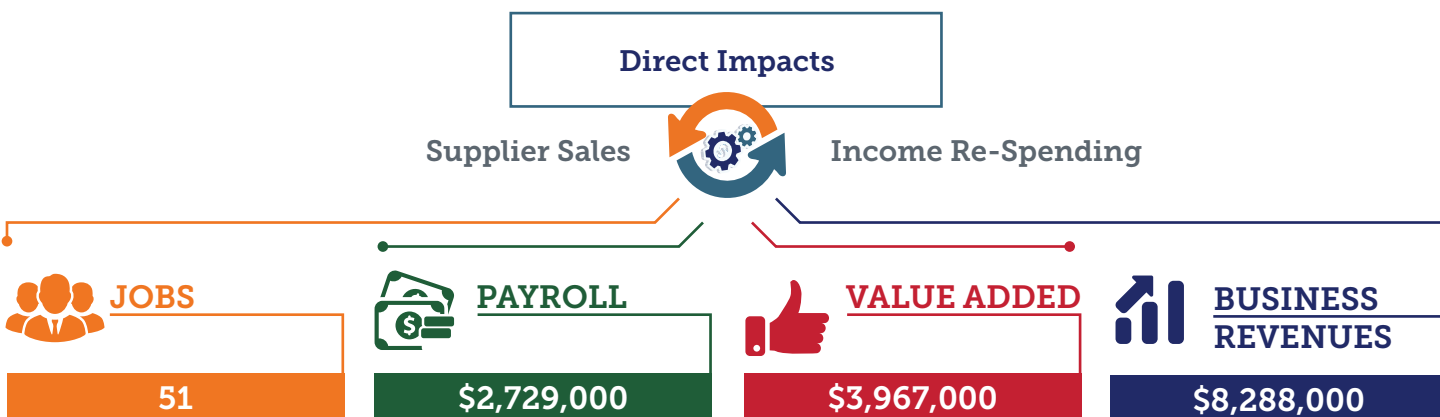 Direct Impacts
Supplier Sales
Income Re-Spending
JOBS
51
PAYROLL
$
$2,729,000
VALUE ADDED
$3,967,000
BUSINESS
REVENUES
$8,288,000